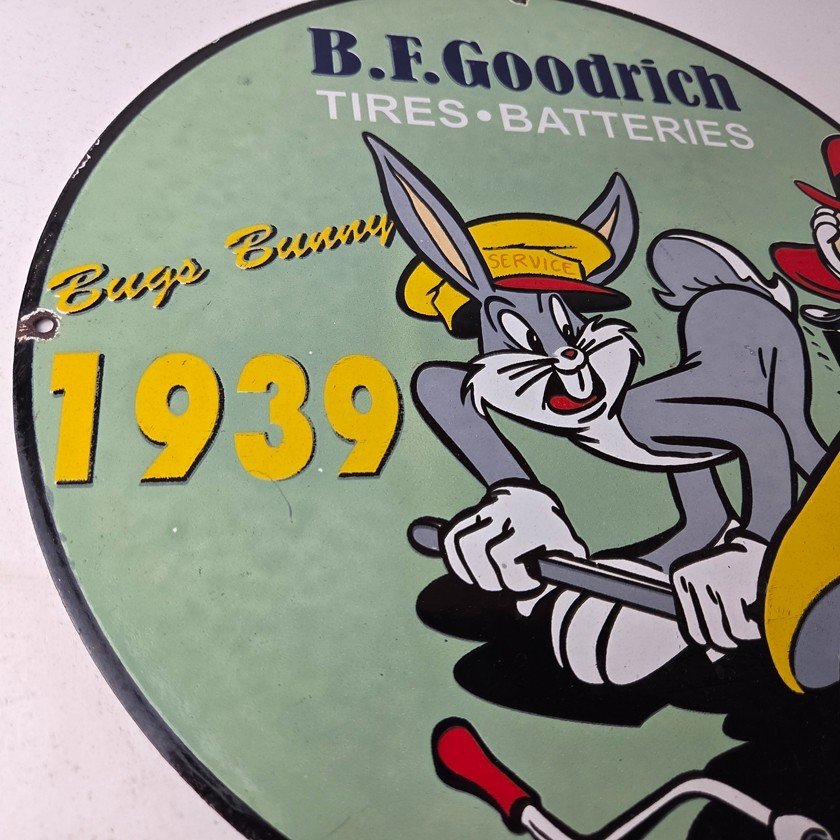 B.F.Goodrich
TIRES•BATTERIES
Bugs Bunny
SERVICE
1939